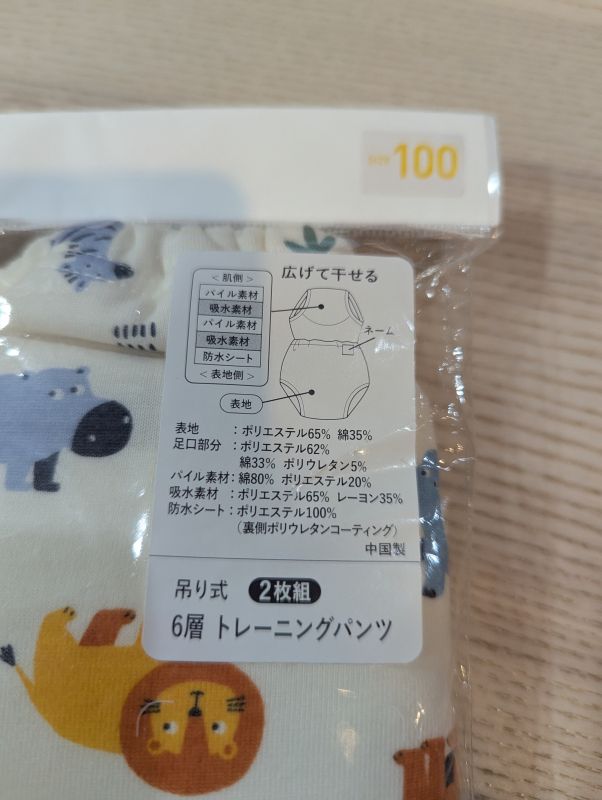 SIZE 100
広げて干せる
＜肌側＞
パイル素材
吸水素材
パイル素材
吸水素材
防水シート
＜表地側＞
ネーム
表地
表地 ：ポリエステル65% 綿35%
足口部分 ：ポリエステル62%
綿33% ポリウレタン5%
パイル素材：綿80% ポリエステル20%
吸水素材 ：ポリエステル65% レーヨン35%
防水シート：ポリエステル100%
（裏側ポリウレタンコーティング）
中国製
吊り式 2枚組
6層 トレーニングパンツ